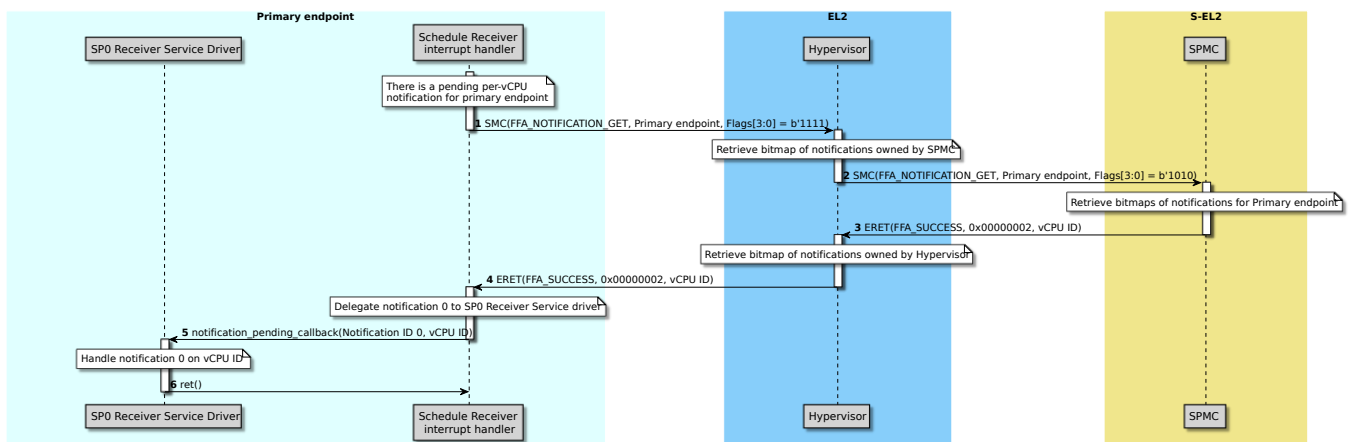 Primary endpoint
EL2
S-EL2
SP0 Receiver Service Driver
Schedule Receiver
interrupt handler
Hypervisor
SPMC
There is a pending per-vCPU
notification for primary endpoint
1 SMC(FFA_NOTIFICATION_GET, Primary endpoint, Flags[3:0] = b'1111)
Retrieve bitmap of notifications owned by SPMC
2 SMC(FFA_NOTIFICATION_GET, Primary endpoint, Flags[3:0] = b'1010)
Retrieve bitmaps of notifications for Primary endpoint
3 ERET(FFA_SUCCESS, 0x00000002, vCPU ID)
Retrieve bitmap of notifications owned by Hypervisor
4 ERET(FFA_SUCCESS, 0x00000002, vCPU ID)
Delegate notification 0 to SP0 Receiver Service driver
5 notification_pending_callback(Notification ID 0, vCPU ID)
Handle notification 0 on vCPU ID
6 ret()
SP0 Receiver Service Driver
Schedule Receiver
interrupt handler
Hypervisor
SPMC